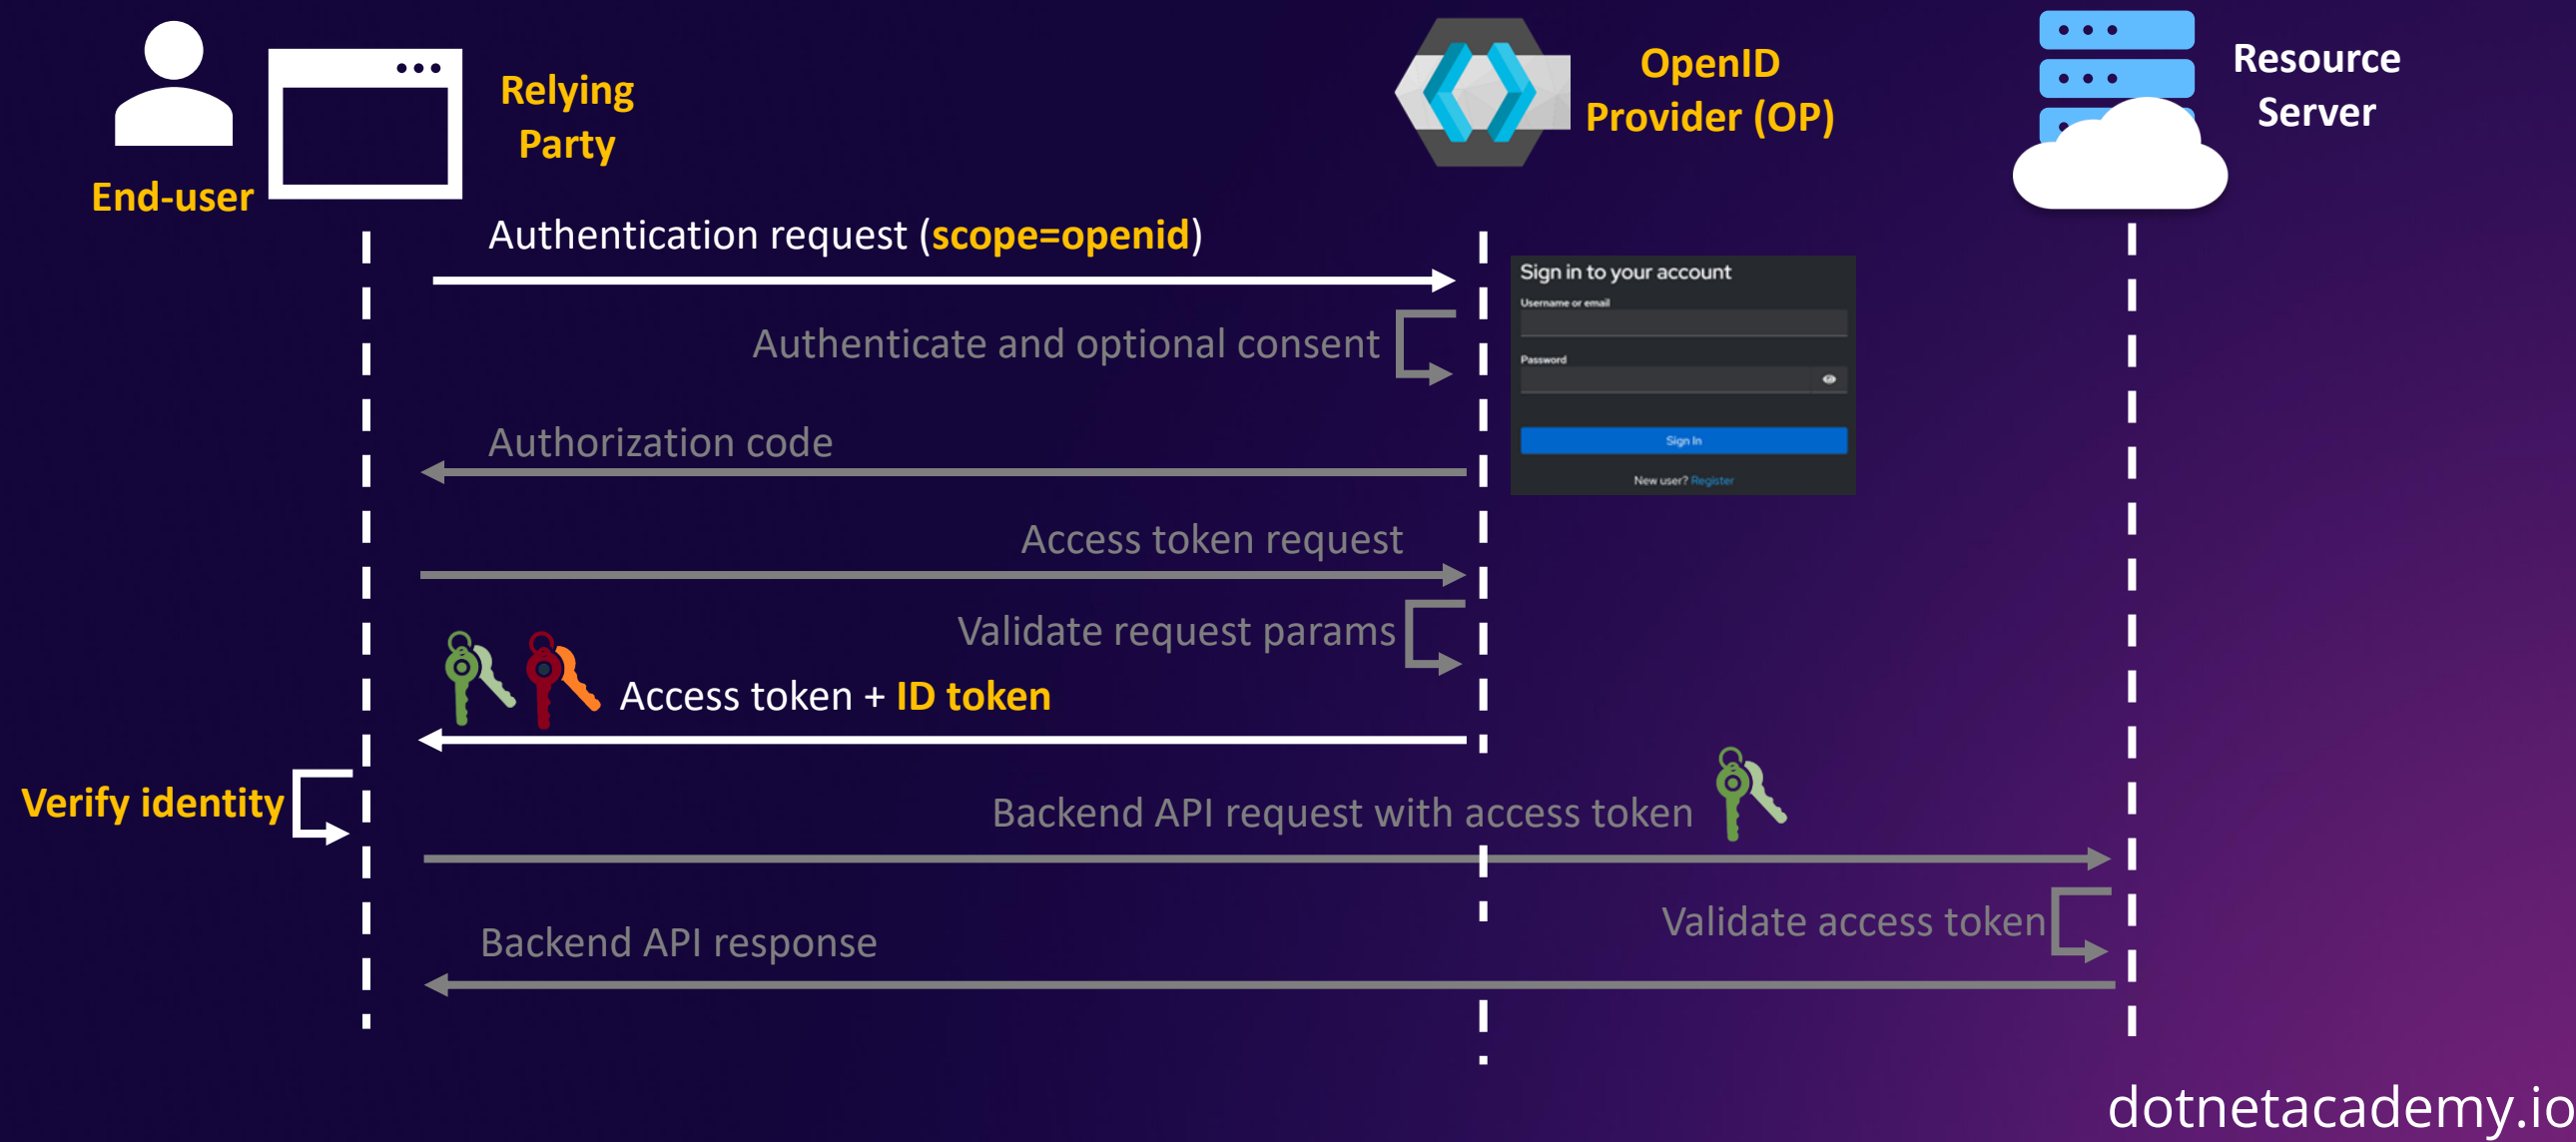 End-user
Relying
Party
OpenID
Provider (OP)
Resource
Server
Authentication request (scope=openid)
Sign in to your account
Username or email
Password
Sign In
New user? Register
Authenticate and optional consent
Authorization code
Access token request
Validate request params
Access token + ID token
Verify identity
Backend API request with access token
Validate access token
Backend API response
dotnetacademy.io